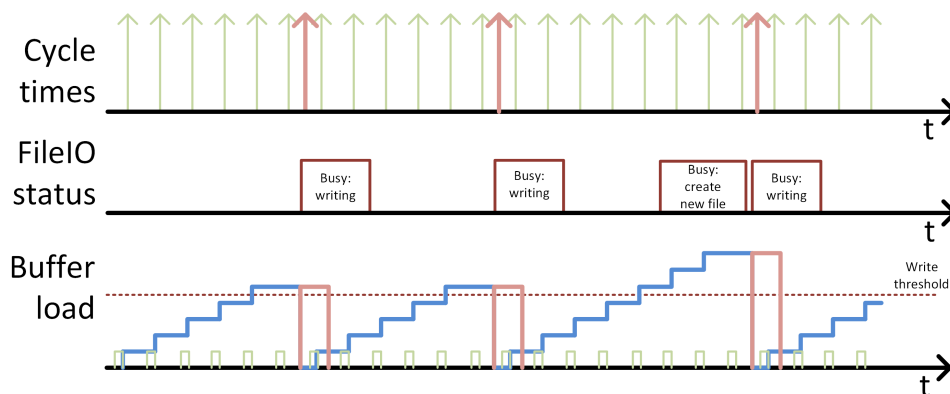 Cycle
times
t
FileIO
status
Busy:
writing
Busy:
writing
Busy:
create
new file
Busy:
writing
t
Buffer
load
Write
threshold
t